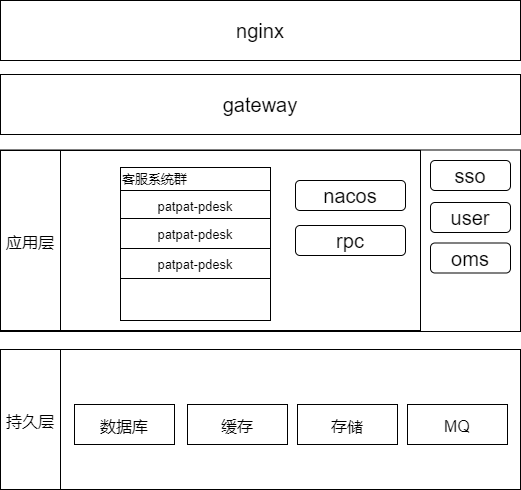 nginx
gateway
应用层
客服系统群
patpat-pdesk
patpat-pdesk
patpat-pdesk
nacos
rpc
sso
user
oms
持久层
数据库
缓存
存储
MQ